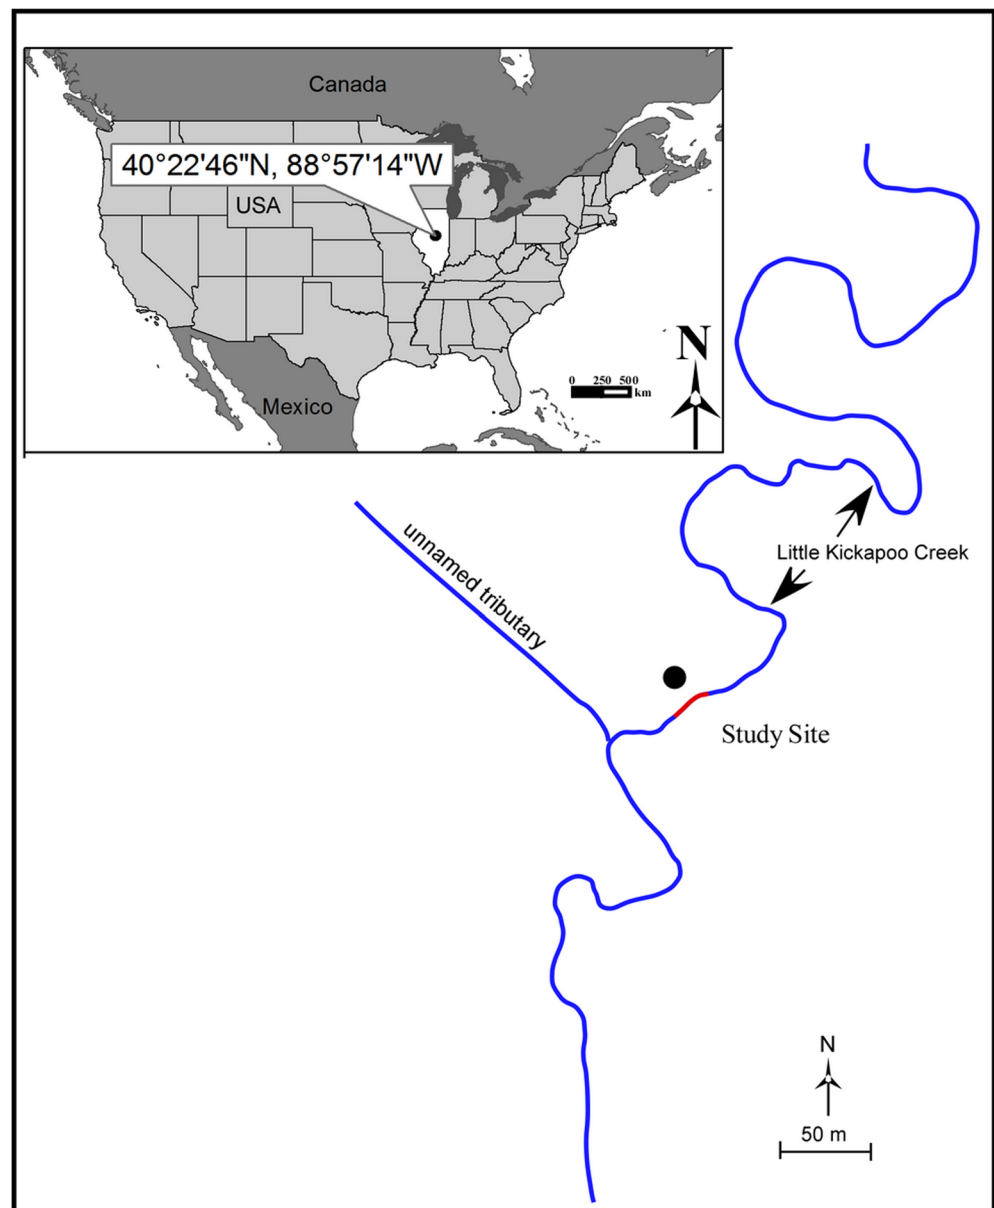 Canada
40°22'46"N, 88°57'14"W
USA
N
0 250 500
km
Mexico
unnamed tributary
Little Kickapoo Creek
Study Site
N
50 m